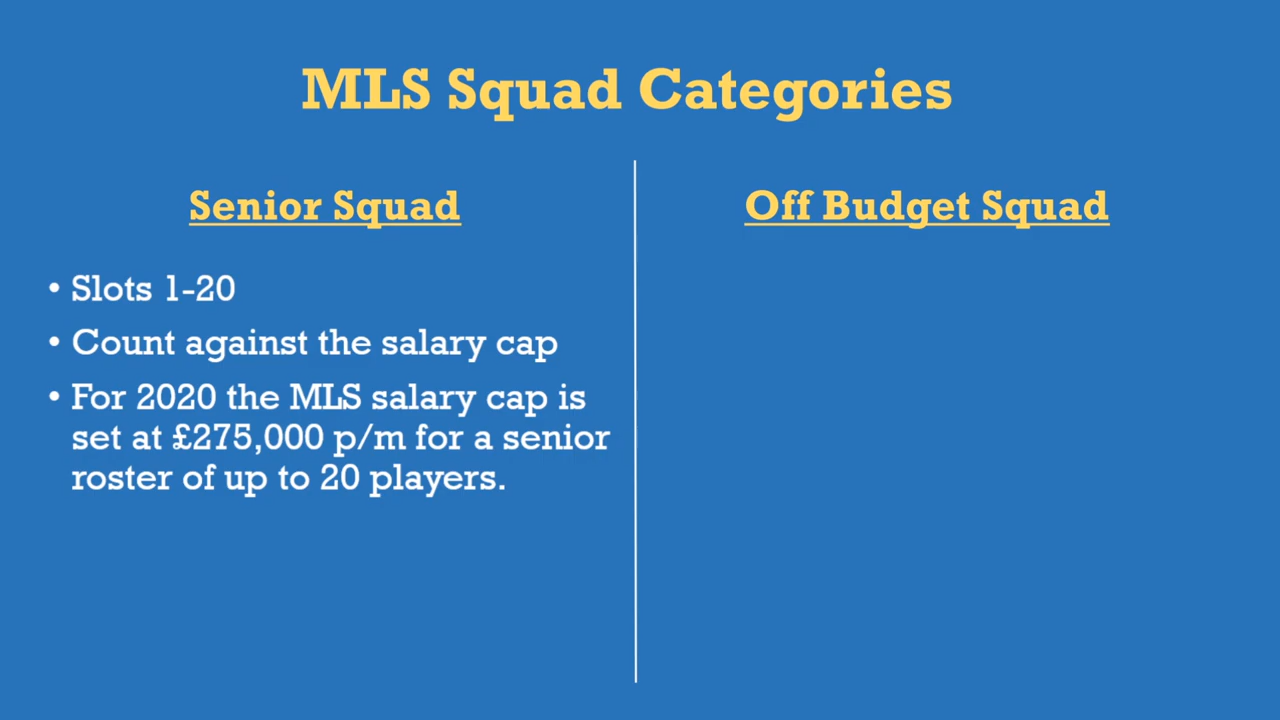 MLS Squad Categories
Senior Squad
• Slots 1-20
• Count against the salary cap
• For 2020 the MLS salary cap is
set at £275,000 p/m for a senior
roster of up to 20 players.
Off Budget Squad